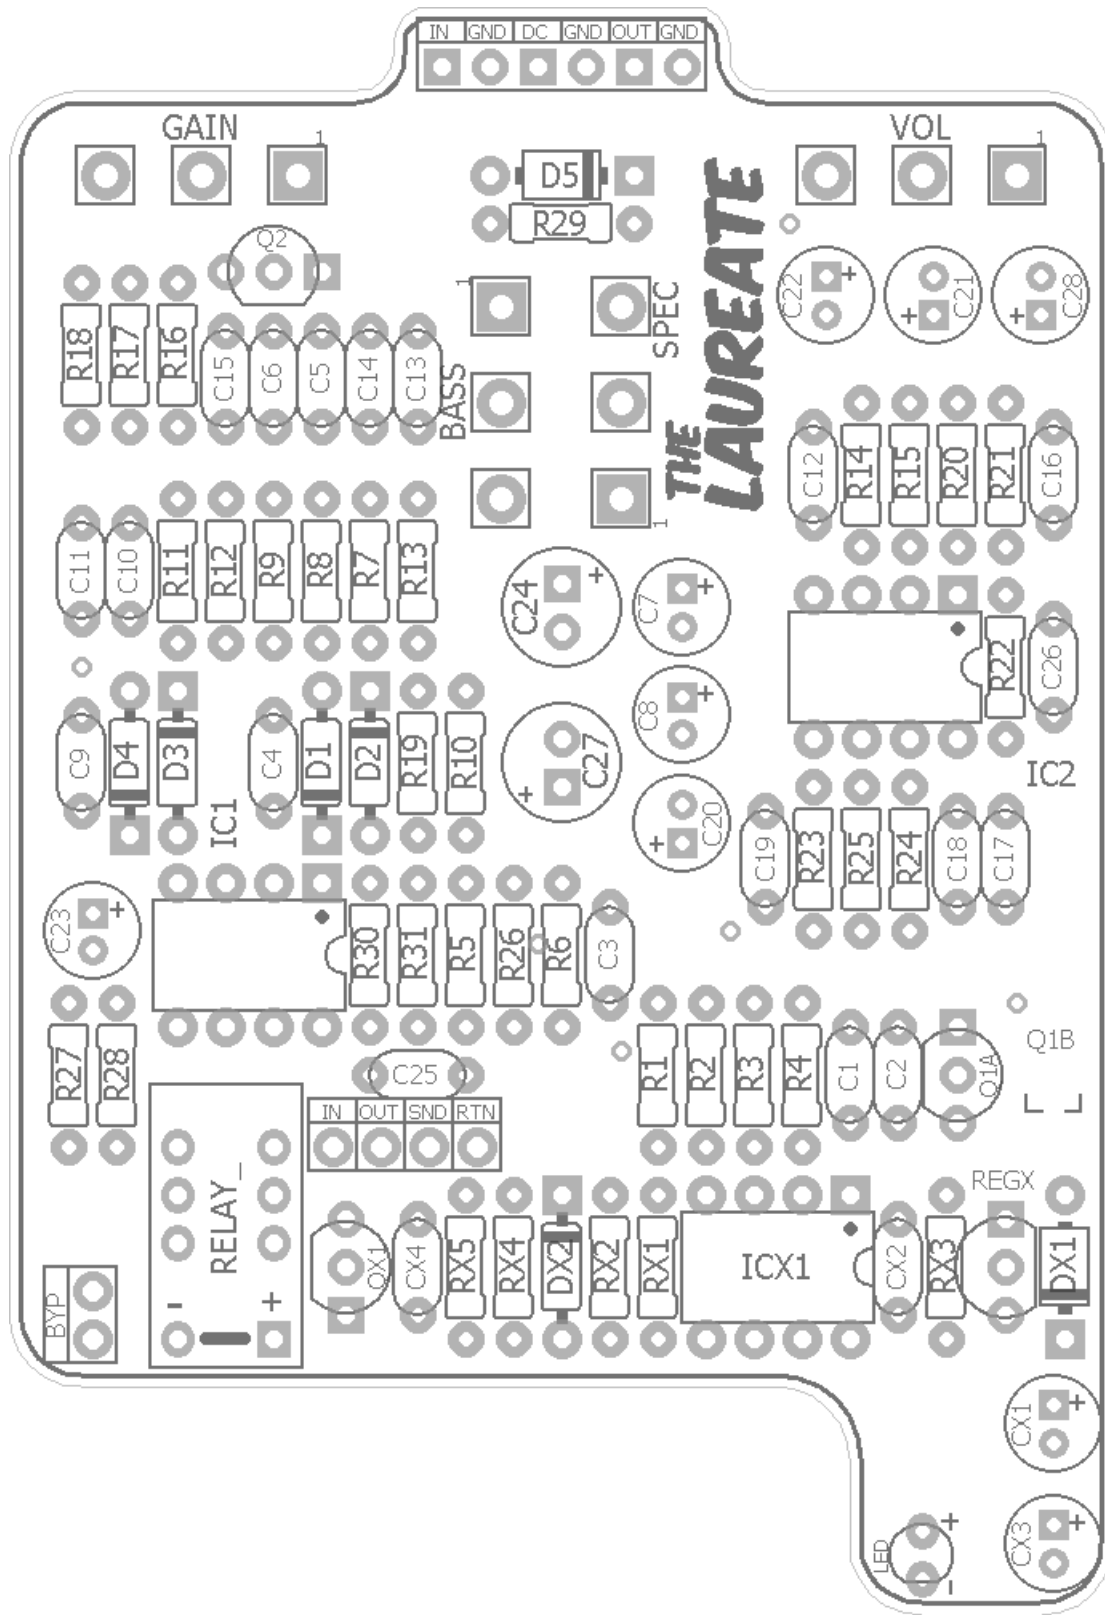 IN GND DC GND OUT GND
GAIN
1
VOL
1
D5
R29
Q2
THE LAUREATE
C22 +
C21 +
C28 +
1
SPEC
BASS
1
R18 R17 R16 C15 C6 C5 C14 C13
C12 R14 R15 R20 R21 C16
C11 C10 R11 R12 R9 R8 R7 R13
C24 +
C7 +
R22 C26
C8 +
C9 D4 D3 C4 D1 D2 R19 R10
C27 +
IC1
IC2
C20 +
C19 R23 R25 R24 C18 C17
C23 +
R30 R31 R5 R26 R6 C3
R27 R28
C25
R1 R2 R3 R4 C1 C2 Q1A
Q1B
IN OUT SND RTN
RELAY_
- +
BYP
REGX
QX1 CX4 RX5 RX4 DX2 RX2 RX1 ICX1 CX2 RX3 DX1
CX1 +
CX3 +
LED + -